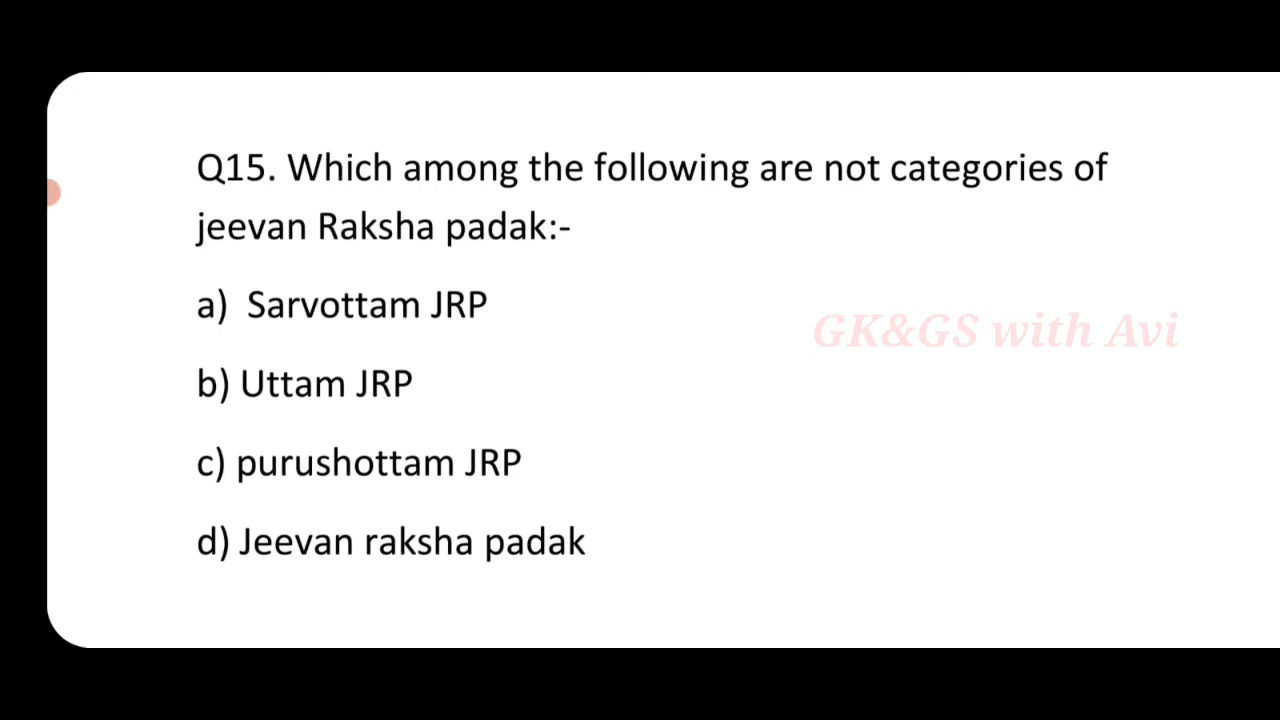 Q15. Which among the following are not categories of
jeevan Raksha padak:-
a) Sarvottam JRP
GK&GS with Avi
b) Uttam JRP
c) purushottam JRP
d) Jeevan raksha padak